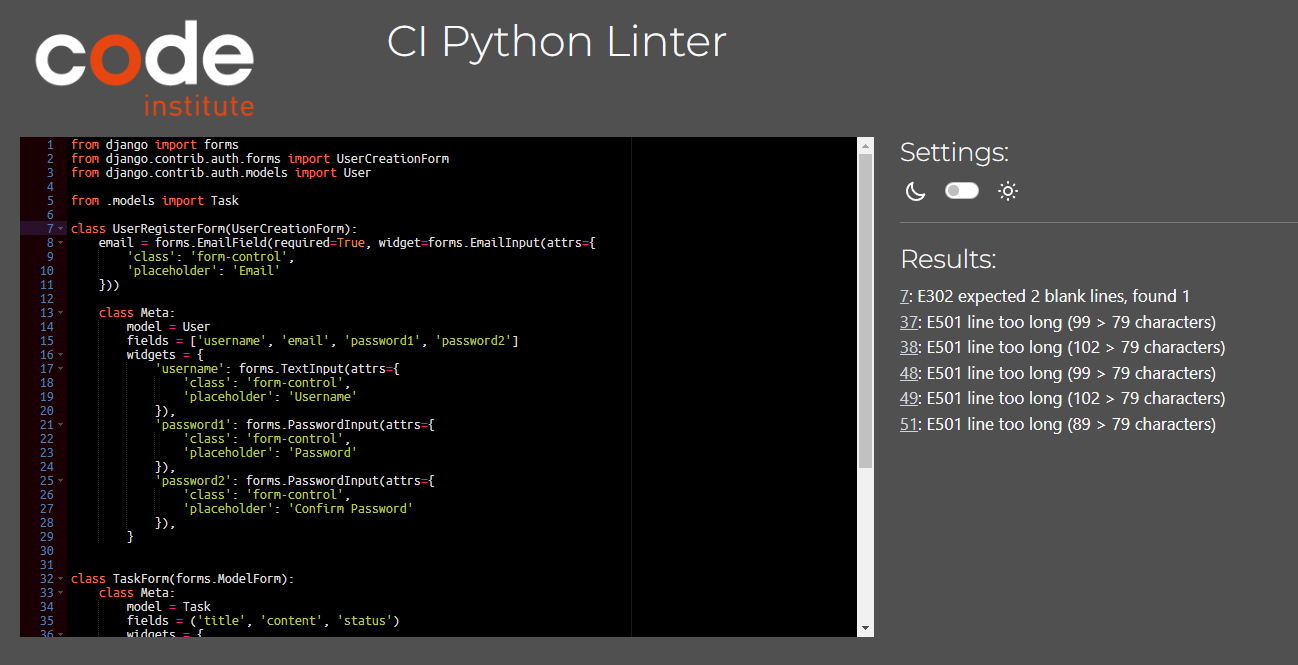 code
institute
CI Python Linter
1 from django import forms
2 from django.contrib.auth.forms import UserCreationForm
3 from django.contrib.auth.models import User
4
5 from .models import Task
6
7 class UserRegisterForm(UserCreationForm):
8     email = forms.EmailField(required=True, widget=forms.EmailInput(attrs={
9         'class': 'form-control',
10         'placeholder': 'Email'
11     }))
12
13     class Meta:
14         model = User
15         fields = ['username', 'email', 'password1', 'password2']
16         widgets = {
17             'username': forms.TextInput(attrs={
18                 'class': 'form-control',
19                 'placeholder': 'Username'
20             }),
21             'password1': forms.PasswordInput(attrs={
22                 'class': 'form-control',
23                 'placeholder': 'Password'
24             }),
25             'password2': forms.PasswordInput(attrs={
26                 'class': 'form-control',
27                 'placeholder': 'Confirm Password'
28             }),
29         }
30
31
32 class TaskForm(forms.ModelForm):
33     class Meta:
34         model = Task
35         fields = ('title', 'content', 'status')
36         widgets = {
Settings:
Results:
7: E302 expected 2 blank lines, found 1
37: E501 line too long (99 > 79 characters)
38: E501 line too long (102 > 79 characters)
48: E501 line too long (99 > 79 characters)
49: E501 line too long (102 > 79 characters)
51: E501 line too long (89 > 79 characters)